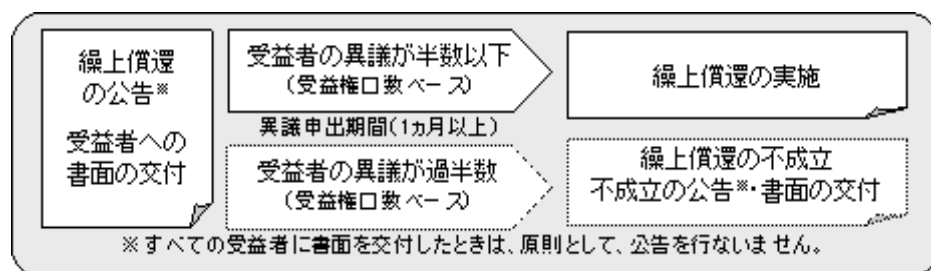 繰上償還
の公告※
受益者への
書面の交付
受益者の異議が半数以下
(受益権口数ベース)
繰上償還の実施
異議申出期間(1ヵ月以上)
受益者の異議が過半数
(受益権口数ベース)
繰上償還の不成立
不成立の公告※・書面の交付
※すべての受益者に書面を交付したときは、原則として、公告を行ないません。